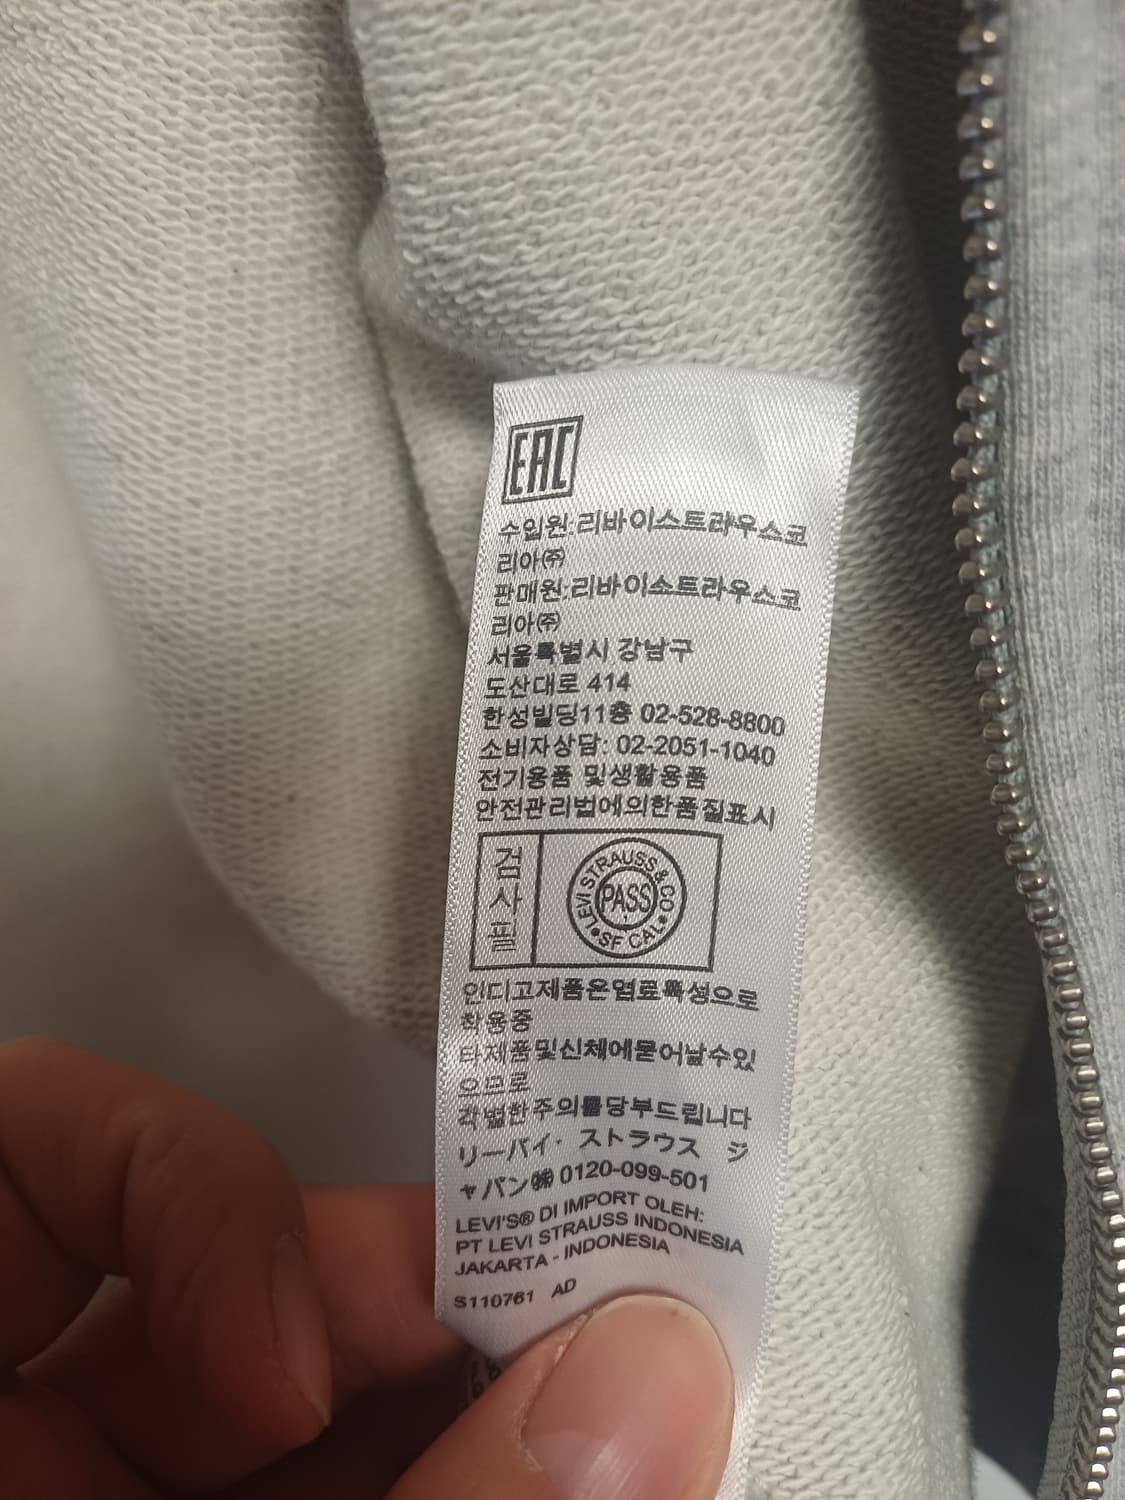 EAC
수입원:리바이스트라우스코
리아㈜
판매원:리바이스트라우스코
리아㈜
서울특별시 강남구
도산대로 414
한성빌딩11층 02-528-8800
소비자상담: 02-2051-1040
전기용품 및생활용품
안전관리법에의한품질표시
검사필
LEVI STRAUSS & CO
PASS
SF CAL
인디고제품은염료특성으로
착용중
타제품및신체에묻어날수있
으므로
각별한주의를당부드립니다
リーバイ・ストラウス ジ
ャパン㈱ 0120-099-501
LEVI'S® DI IMPORT OLEH:
PT LEVI STRAUSS INDONESIA
JAKARTA - INDONESIA
S110761 AD